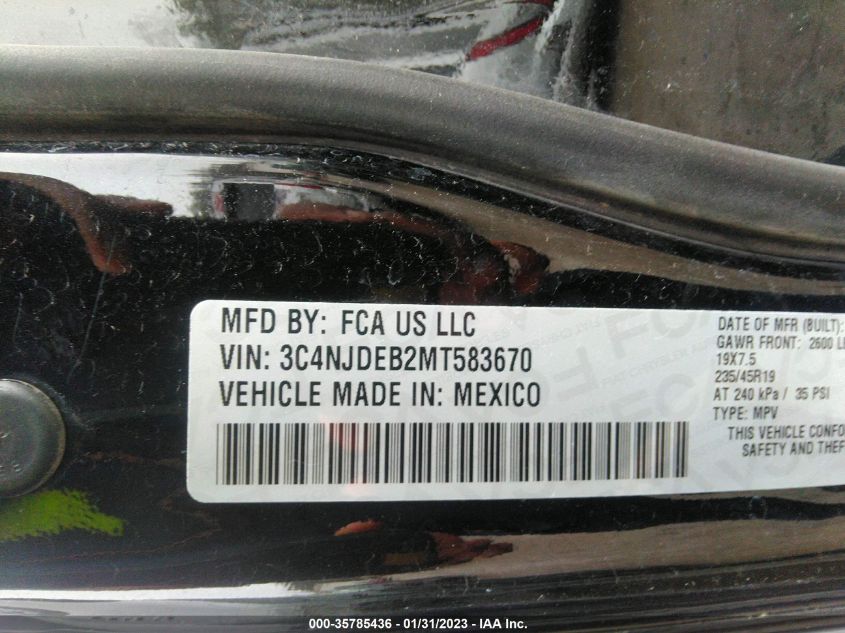 MFD BY: FCA US LLC
VIN: 3C4NJDEB2MT583670
VEHICLE MADE IN: MEXICO
DATE OF MFR (BUILT):
GAWR FRONT: 2600 L
19X7.5
235/45R19
AT 240 kPa / 35 PSI
TYPE: MPV
THIS VEHICLE CONFO
SAFETY AND THEF
000-35785436 - 01/31/2023 - IAA Inc.